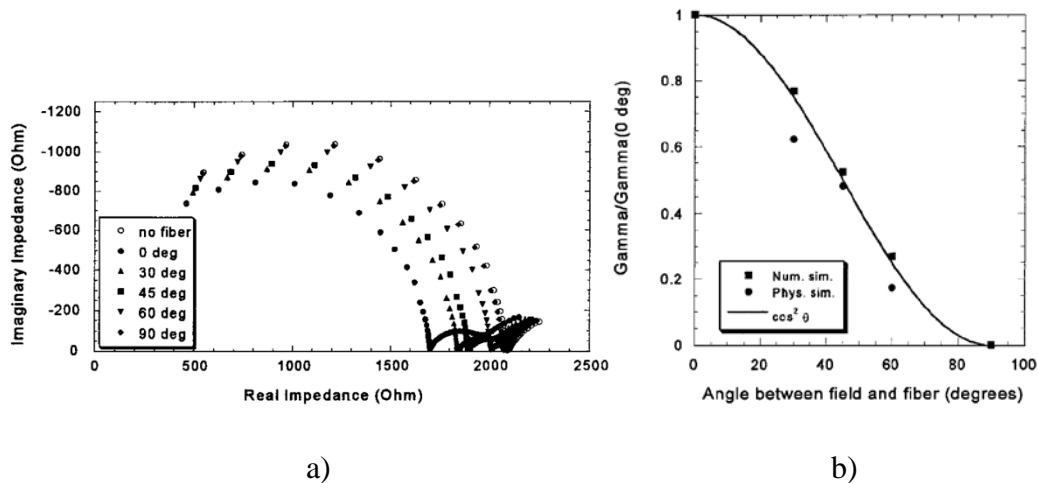 Imaginary Impedance (Ohm)
-1200
-1000
-800
-600
-400
-200
0
no fiber
0 deg
30 deg
45 deg
60 deg
90 deg
0 500 1000 1500 2000 2500
Real Impedance (Ohm)
a)
Gamma/Gamma(0 deg)
1
0.8
0.6
0.4
0.2
0
Num. sim.
Phys. sim.
cos² θ
0 20 40 60 80 100
Angle between field and fiber (degrees)
b)